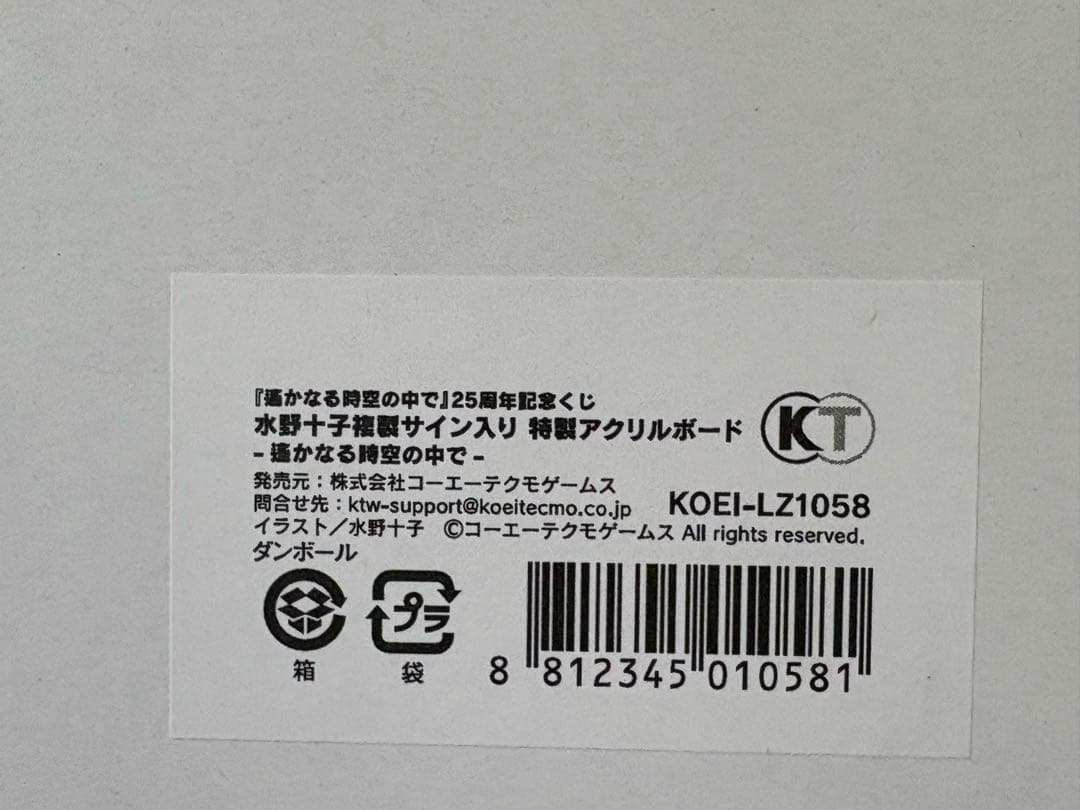 『遙かなる時空の中で』25周年記念くじ
水野十子複製サイン入り 特製アクリルボード
- 遙かなる時空の中で -
KT
発売元：株式会社コーエーテクモゲームス
問合せ先：ktw-support@koeitecmo.co.jp
KOEI-LZ1058
イラスト／水野十子 ©コーエーテクモゲームス All rights reserved.
ダンボール
プラ
箱
袋
8 812345 010581